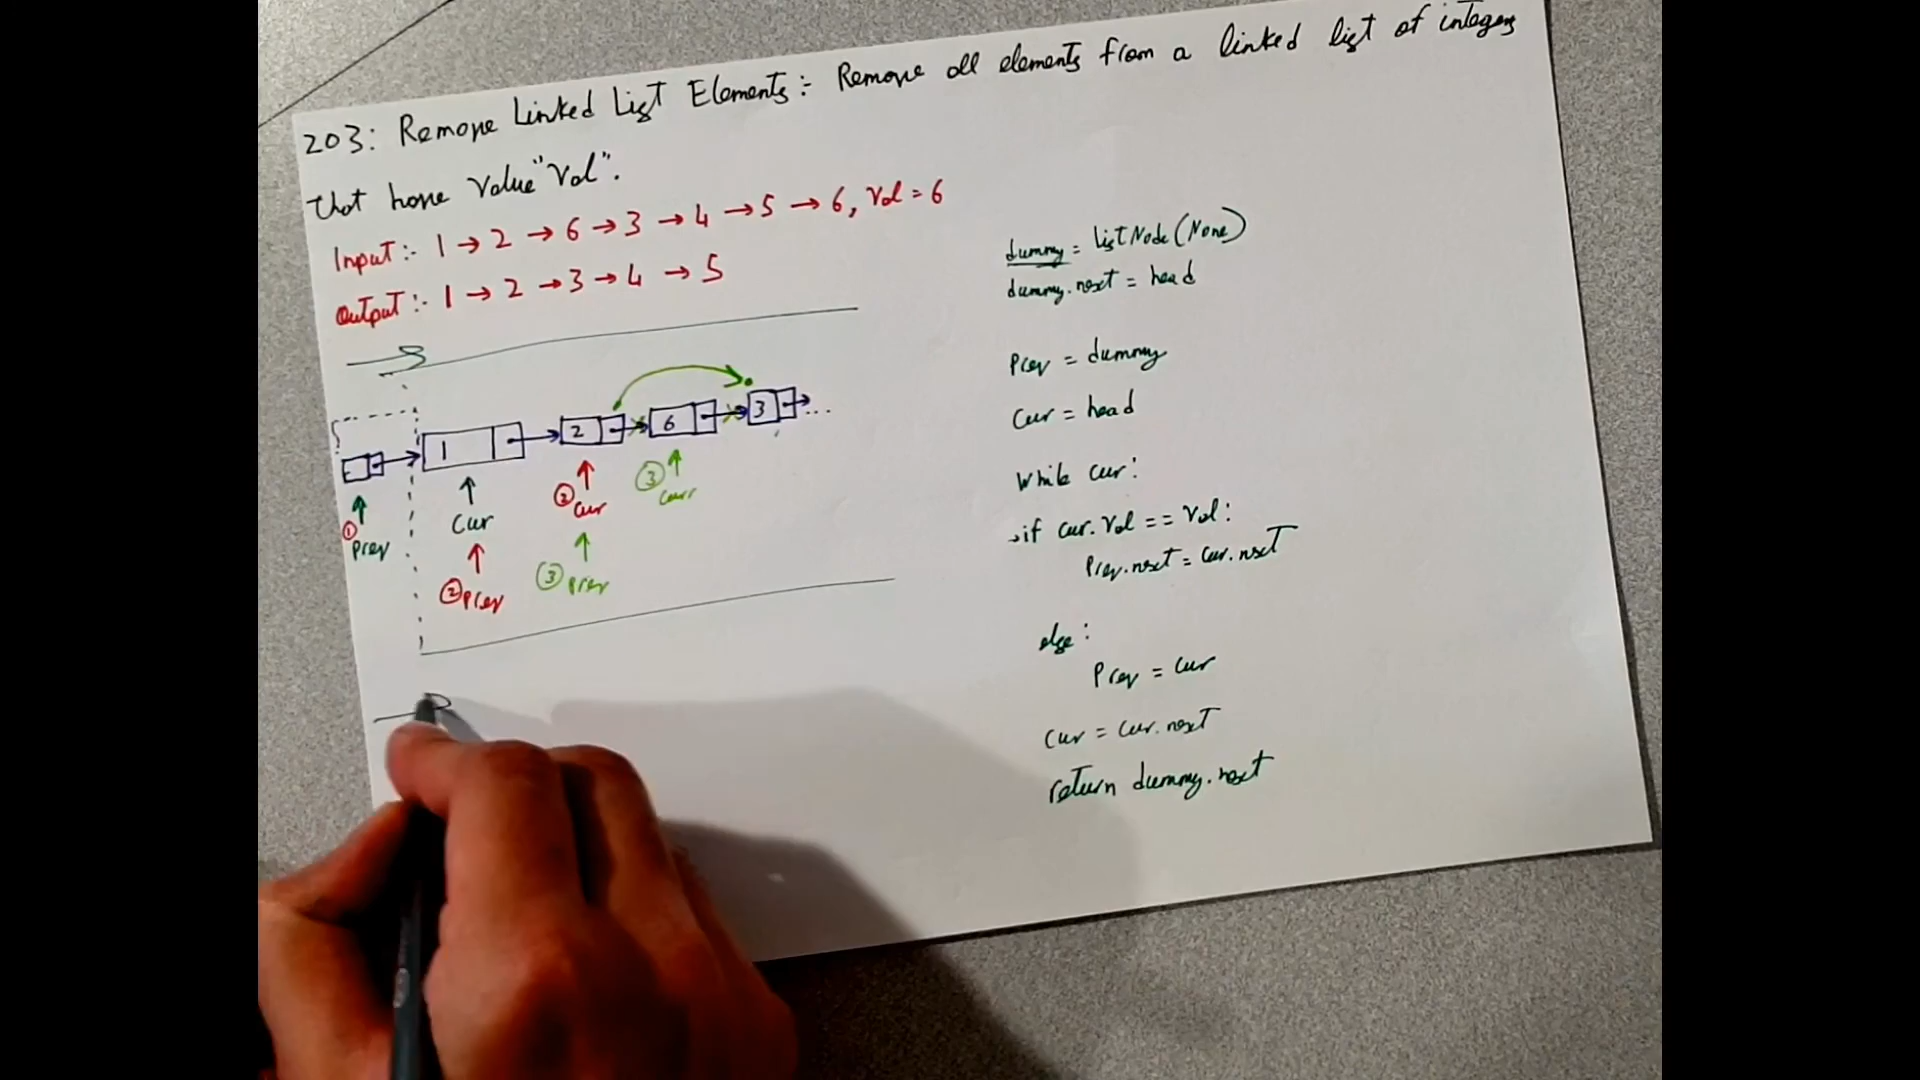 203: Remove Linked List Elements:- Remove all elements from a linked list of integers
that have value "val".
Input:- 1 → 2 → 6 → 3 → 4 → 5 → 6, Val = 6
Output:- 1 → 2 → 3 → 4 → 5
1 2 6 3 ...
Cur
① Prev
② Cur
② Prev
③ Curr
③ Prev
dummy = ListNode(None)
dummy.next = head
Prev = dummy
Cur = head
While cur:
if cur.val == val:
Prev.next = cur.next
else:
Prev = cur
Cur = cur.next
return dummy.next